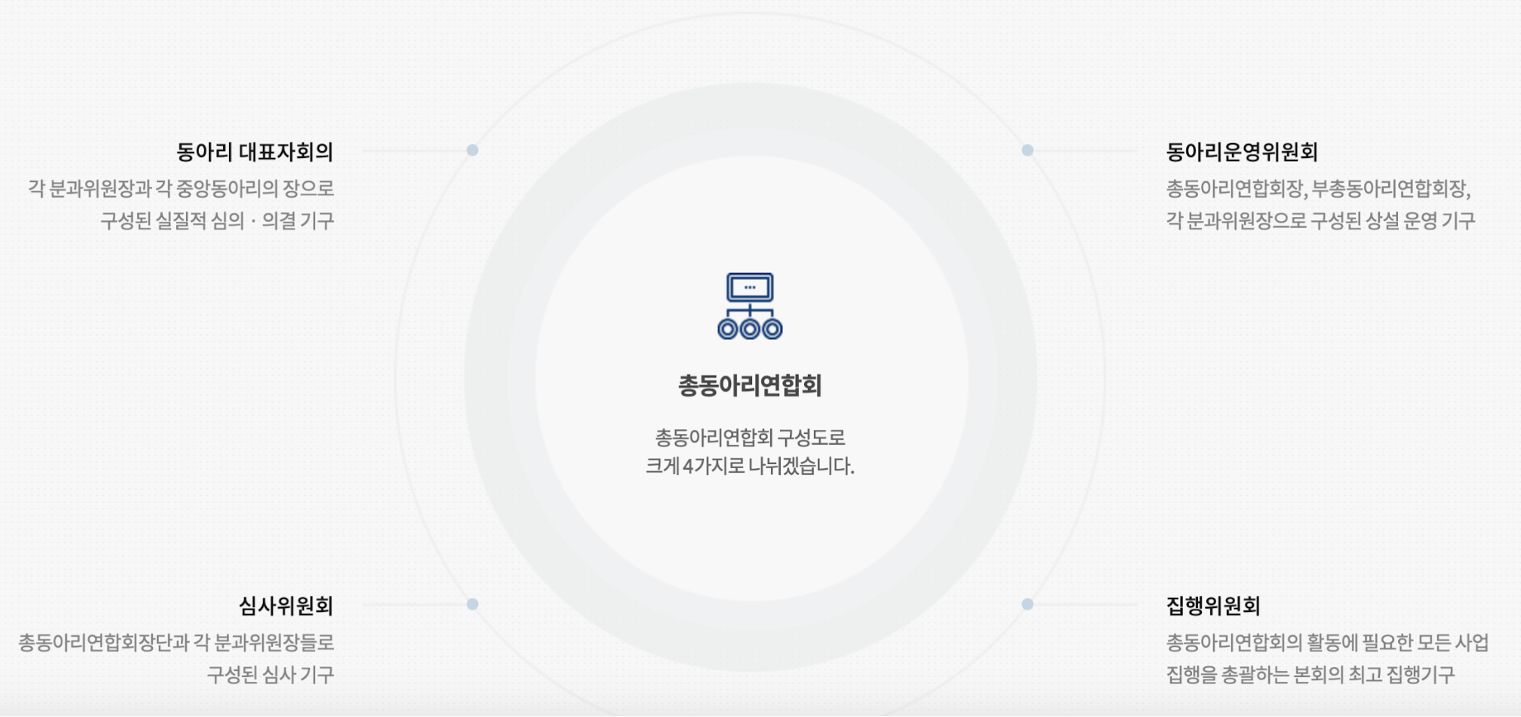 동아리 대표자회의
각 분과위원장과 각 중앙동아리의 장으로
구성된 실질적 심의 · 의결 기구
동아리운영위원회
총동아리연합회장, 부총동아리연합회장,
각 분과위원장으로 구성된 상설 운영 기구
총동아리연합회
총동아리연합회 구성도로
크게 4가지로 나뉘겠습니다.
심사위원회
총동아리연합회장단과 각 분과위원장들로
구성된 심사 기구
집행위원회
총동아리연합회의 활동에 필요한 모든 사업
집행을 총괄하는 본회의 최고 집행기구